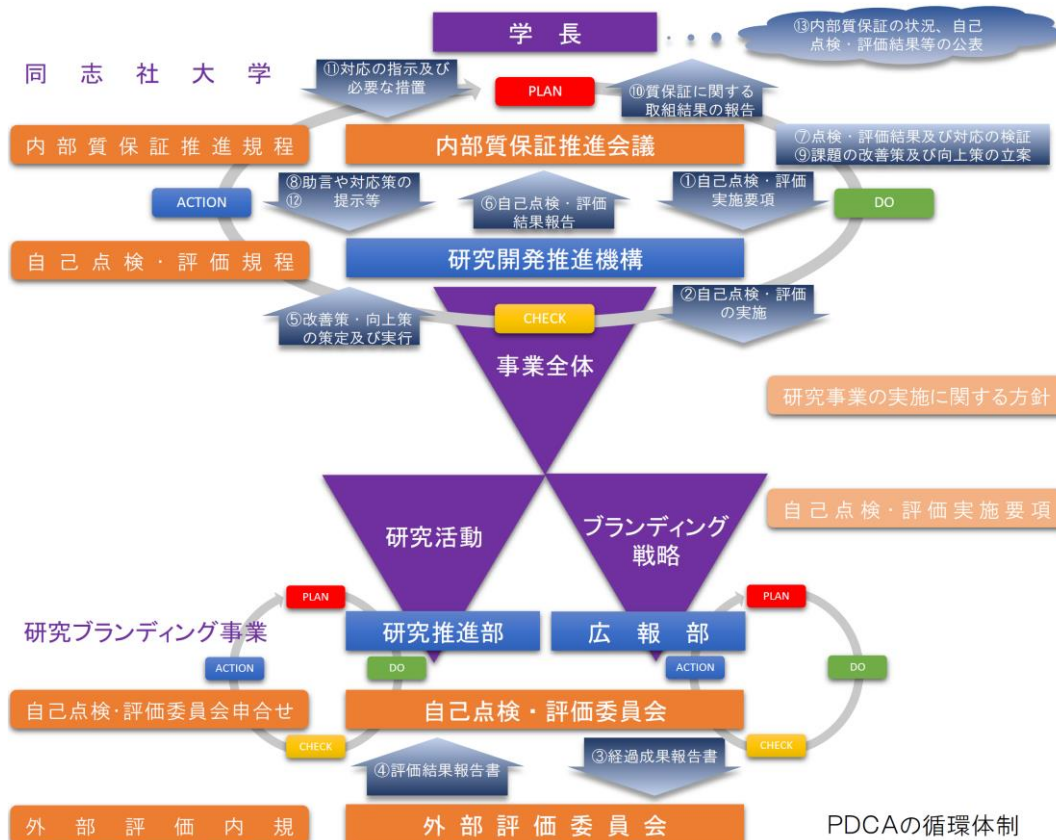 学長
⑬内部質保証の状況、自己
点検・評価結果等の公表
同志社大学
⑪対応の指示及び
必要な措置
PLAN
⑩質保証に関する
取組結果の報告
内部質保証推進規程
内部質保証推進会議
⑦点検・評価結果及び対応の検証
⑨課題の改善策及び向上策の立案
ACTION
⑧助言や対応策の
⑫ 提示等
⑥自己点検・評価
結果報告
①自己点検・評価
実施要項
DO
自己点検・評価規程
研究開発推進機構
⑤改善策・向上策
の策定及び実行
CHECK
②自己点検・評価
の実施
事業全体
研究事業の実施に関する方針
自己点検・評価実施要項
研究活動
ブランディング
戦略
PLAN
PLAN
研究ブランディング事業
研究推進部
広報部
ACTION
DO
ACTION
DO
自己点検・評価委員会申合せ
自己点検・評価委員会
CHECK
CHECK
④評価結果報告書
③経過成果報告書
外部評価内規
外部評価委員会
PDCAの循環体制